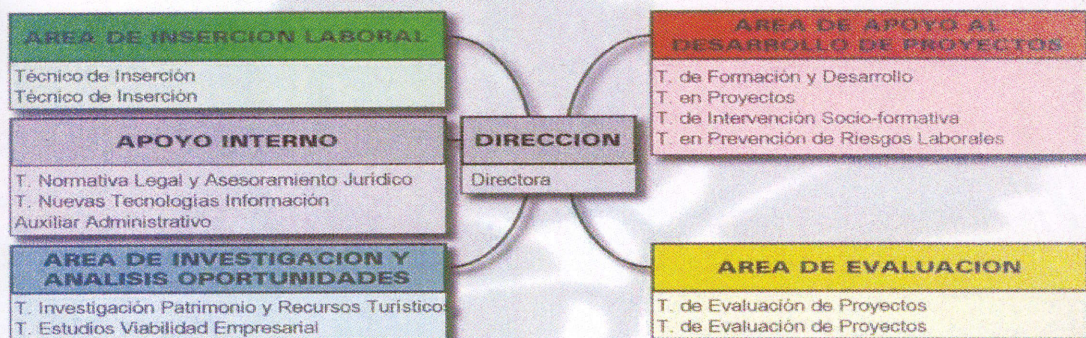 AREA DE INSERCION LABORAL
Técnico de Inserción
Técnico de Inserción
APOYO INTERNO
T. Normativa Legal y Asesoramiento Jurídico
T. Nuevas Tecnologías Información
Auxiliar Administrativo
AREA DE INVESTIGACION Y
ANALISIS OPORTUNIDADES
T. Investigación Patrimonio y Recursos Turístico
T. Estudios Viabilidad Empresarial
DIRECCION
Directora
AREA DE APOYO AL
DESARROLLO DE PROYECTOS
T. de Formación y Desarrollo
T. en Proyectos
T. de Intervención Socio-formativa
T. en Prevención de Riesgos Laborales
AREA DE EVALUACION
T. de Evaluación de Proyectos
T. de Evaluación de Proyectos